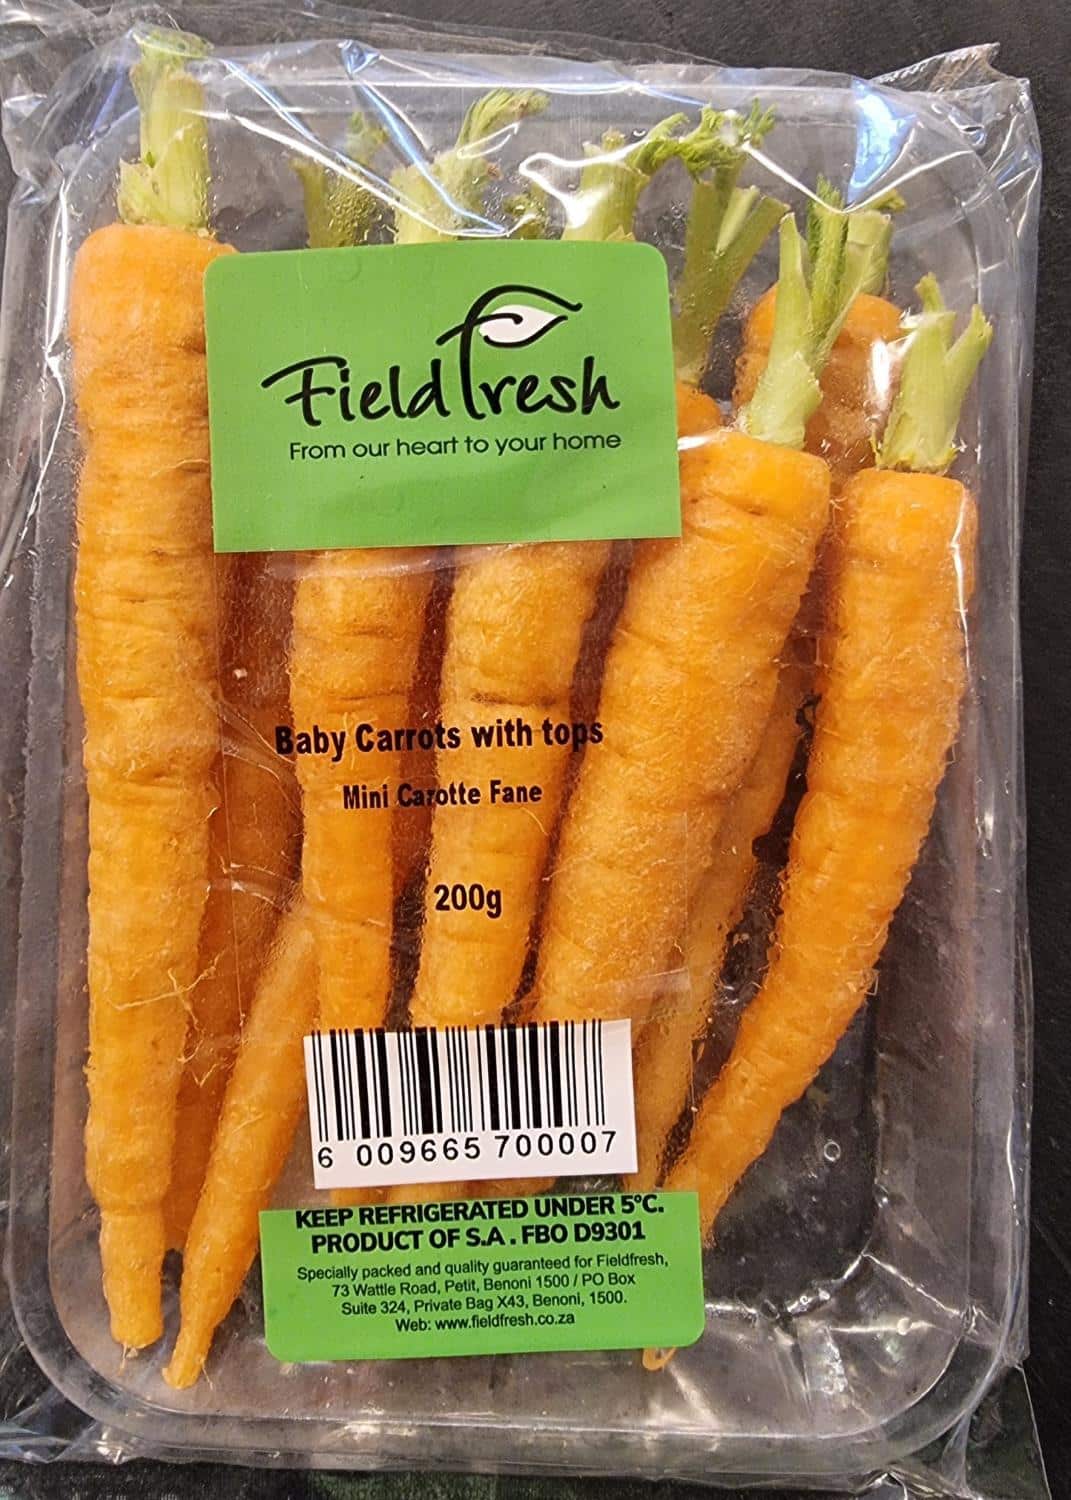 Fieldfresh
From our heart to your home
Baby Carrots with tops
Mini Carotte Fane
200g
6 009665 700007
KEEP REFRIGERATED UNDER 5°C.
PRODUCT OF S.A . FBO D9301
Specially packed and quality guaranteed for Fieldfresh,
73 Wattle Road, Petit, Benoni 1500 / PO Box
Suite 324, Private Bag X43, Benoni, 1500.
Web: www.fieldfresh.co.za